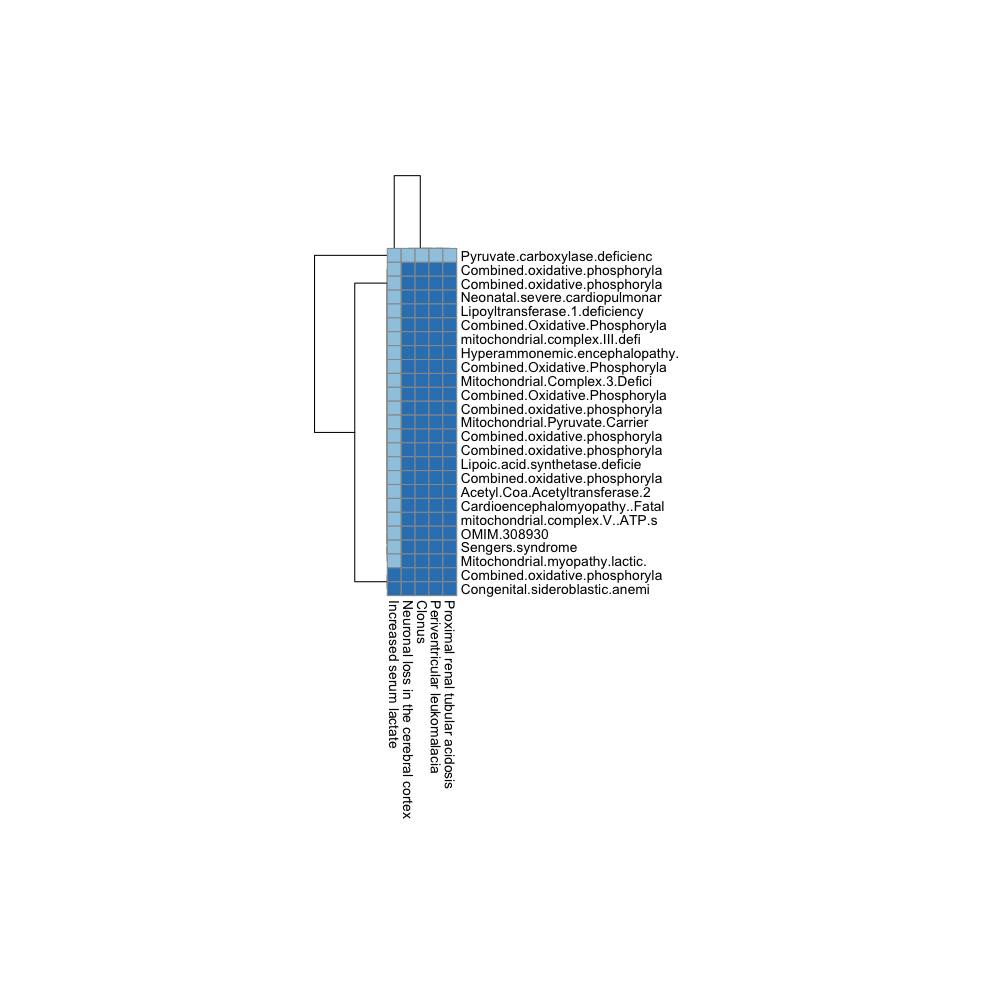 Pyruvate.carboxylase.deficienc
Combined.oxidative.phosphoryla
Combined.oxidative.phosphoryla
Neonatal.severe.cardiopulmonar
Lipoyltransferase.1.deficiency
Combined.Oxidative.Phosphoryla
mitochondrial.complex.III.defi
Hyperammonemic.encephalopathy.
Combined.Oxidative.Phosphoryla
Mitochondrial.Complex.3.Defici
Combined.Oxidative.Phosphoryla
Combined.oxidative.phosphoryla
Mitochondrial.Pyruvate.Carrier
Combined.oxidative.phosphoryla
Combined.oxidative.phosphoryla
Lipoic.acid.synthetase.deficie
Combined.oxidative.phosphoryla
Acetyl.Coa.Acetyltransferase.2
Cardioencephalomyopathy..Fatal
mitochondrial.complex.V..ATP.s
OMIM.308930
Sengers.syndrome
Mitochondrial.myopathy.lactic.
Combined.oxidative.phosphoryla
Congenital.sideroblastic.anemi
Increased serum lactate
Neuronal loss in the cerebral cortex
Clonus
Periventricular leukomalacia
Proximal renal tubular acidosis